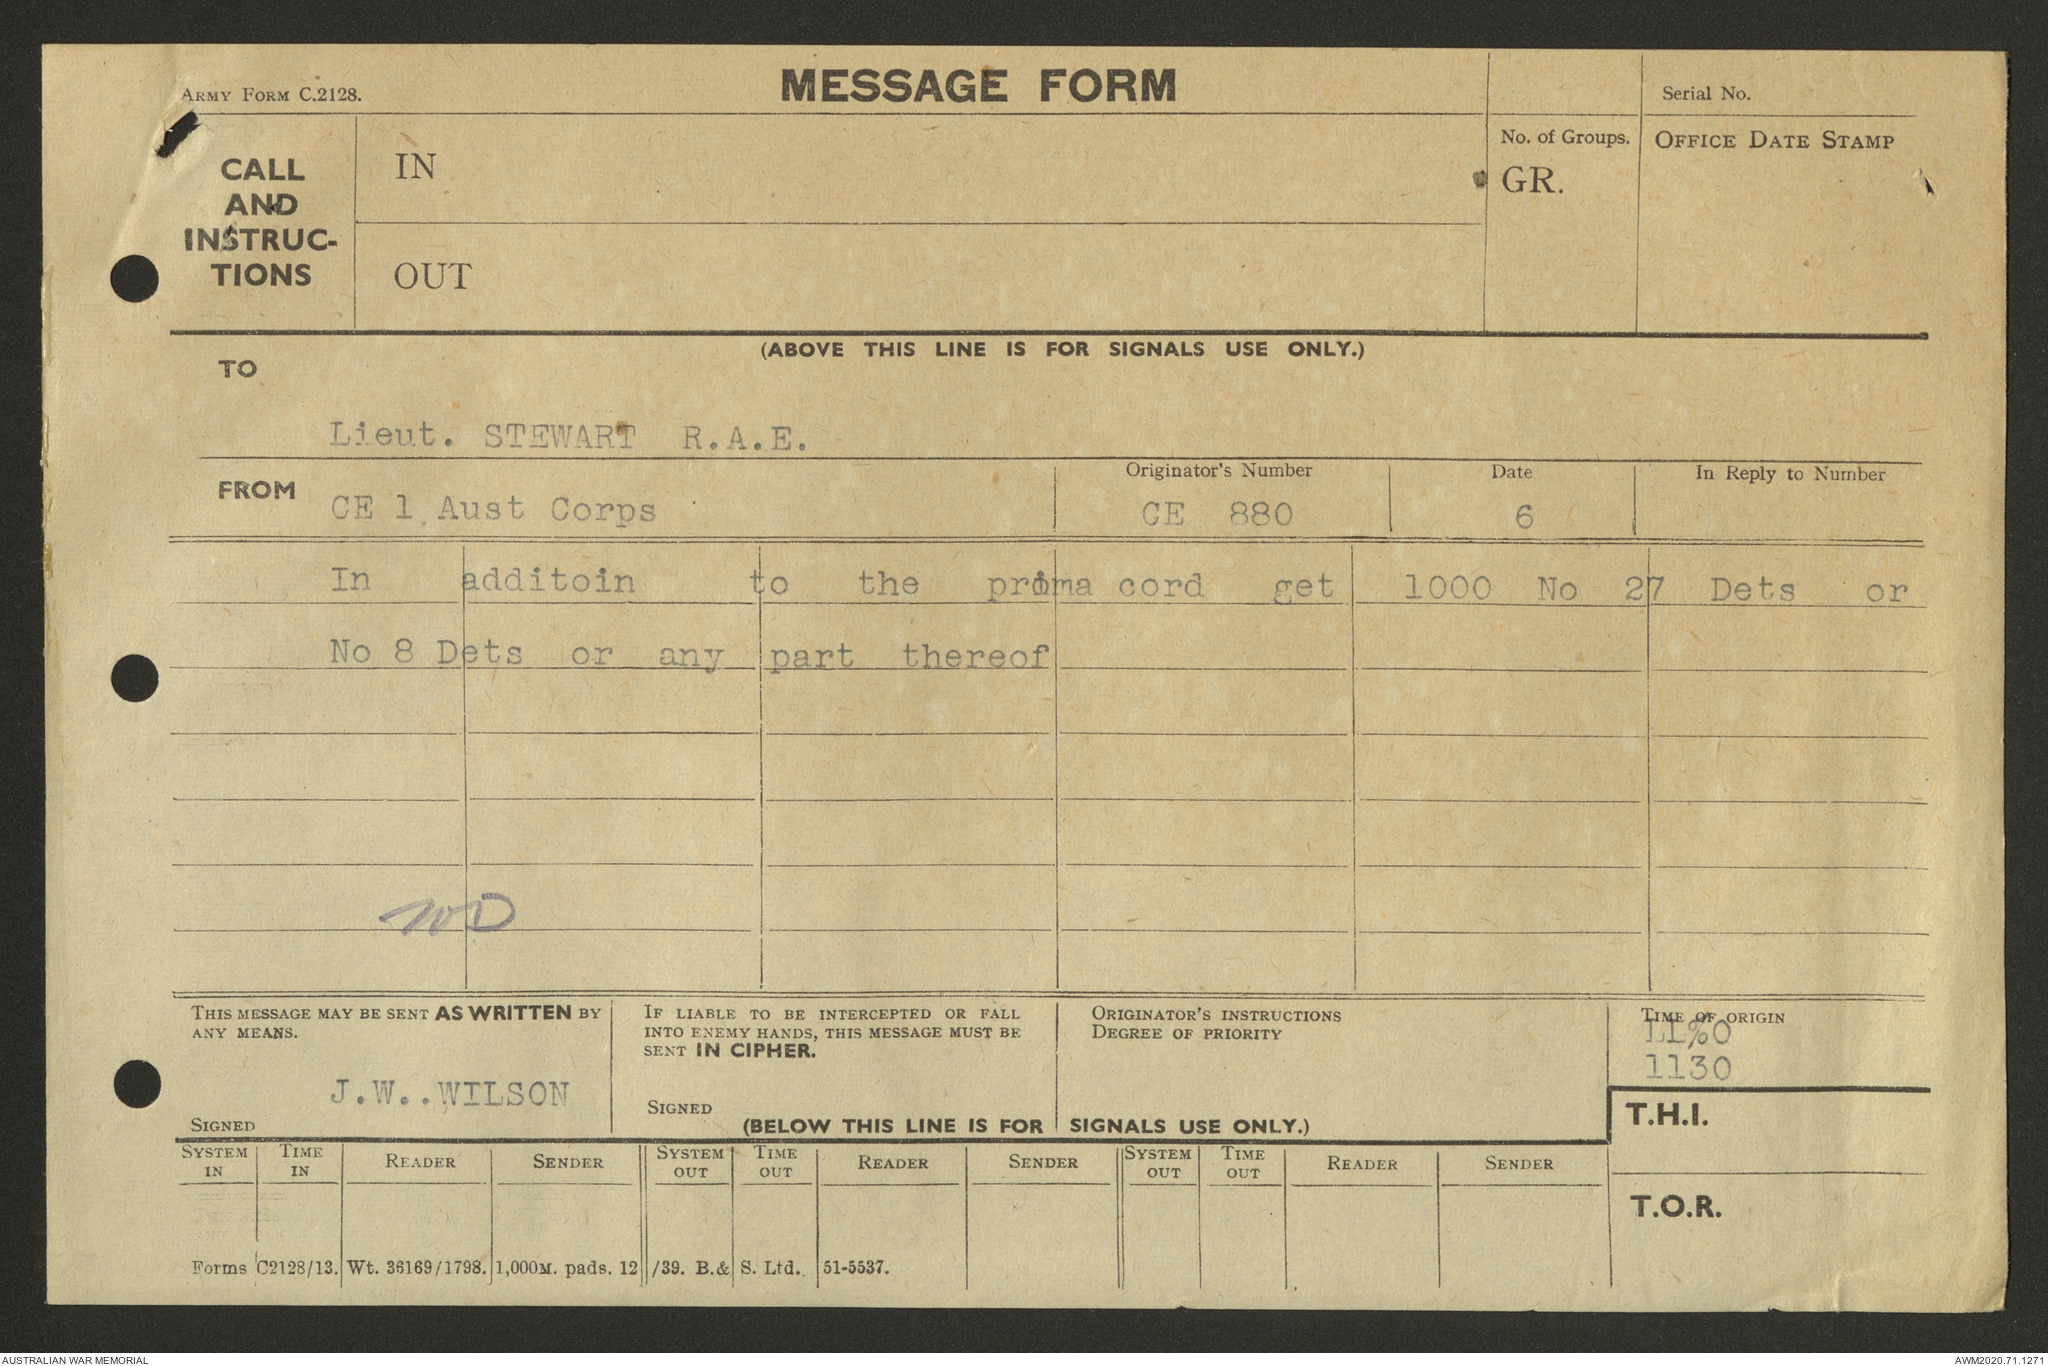 ARMY FORM C.2128.
MESSAGE FORM
Serial No.
CALL
AND
INSTRUC-
TIONS
IN
OUT
No. of Groups.
GR.
OFFICE DATE STAMP
(ABOVE THIS LINE IS FOR SIGNALS USE ONLY.)
TO
Lieut. STEWART R.A.E.
FROM
CE 1 Aust Corps
Originator's Number
CE 880
Date
6
In Reply to Number
In additoin to the prima cord get 1000 No 27 Dets or
No 8 Dets or any part thereof
THIS MESSAGE MAY BE SENT AS WRITTEN BY
ANY MEANS.
J.W..WILSON
SIGNED
IF LIABLE TO BE INTERCEPTED OR FALL
INTO ENEMY HANDS, THIS MESSAGE MUST BE
SENT IN CIPHER.
SIGNED
ORIGINATOR'S INSTRUCTIONS
DEGREE OF PRIORITY
TIME OF ORIGIN
LL%0
1130
(BELOW THIS LINE IS FOR SIGNALS USE ONLY.)
T.H.I.
T.O.R.
SYSTEM IN
TIME IN
READER
SENDER
SYSTEM OUT
TIME OUT
READER
SENDER
SYSTEM OUT
TIME OUT
READER
SENDER
Forms C2128/13. Wt. 36169/1798. 1,000M. pads. 12/39. B.& S. Ltd. 51-5537.
AUSTRALIAN WAR MEMORIAL
AWM2020.71.1271